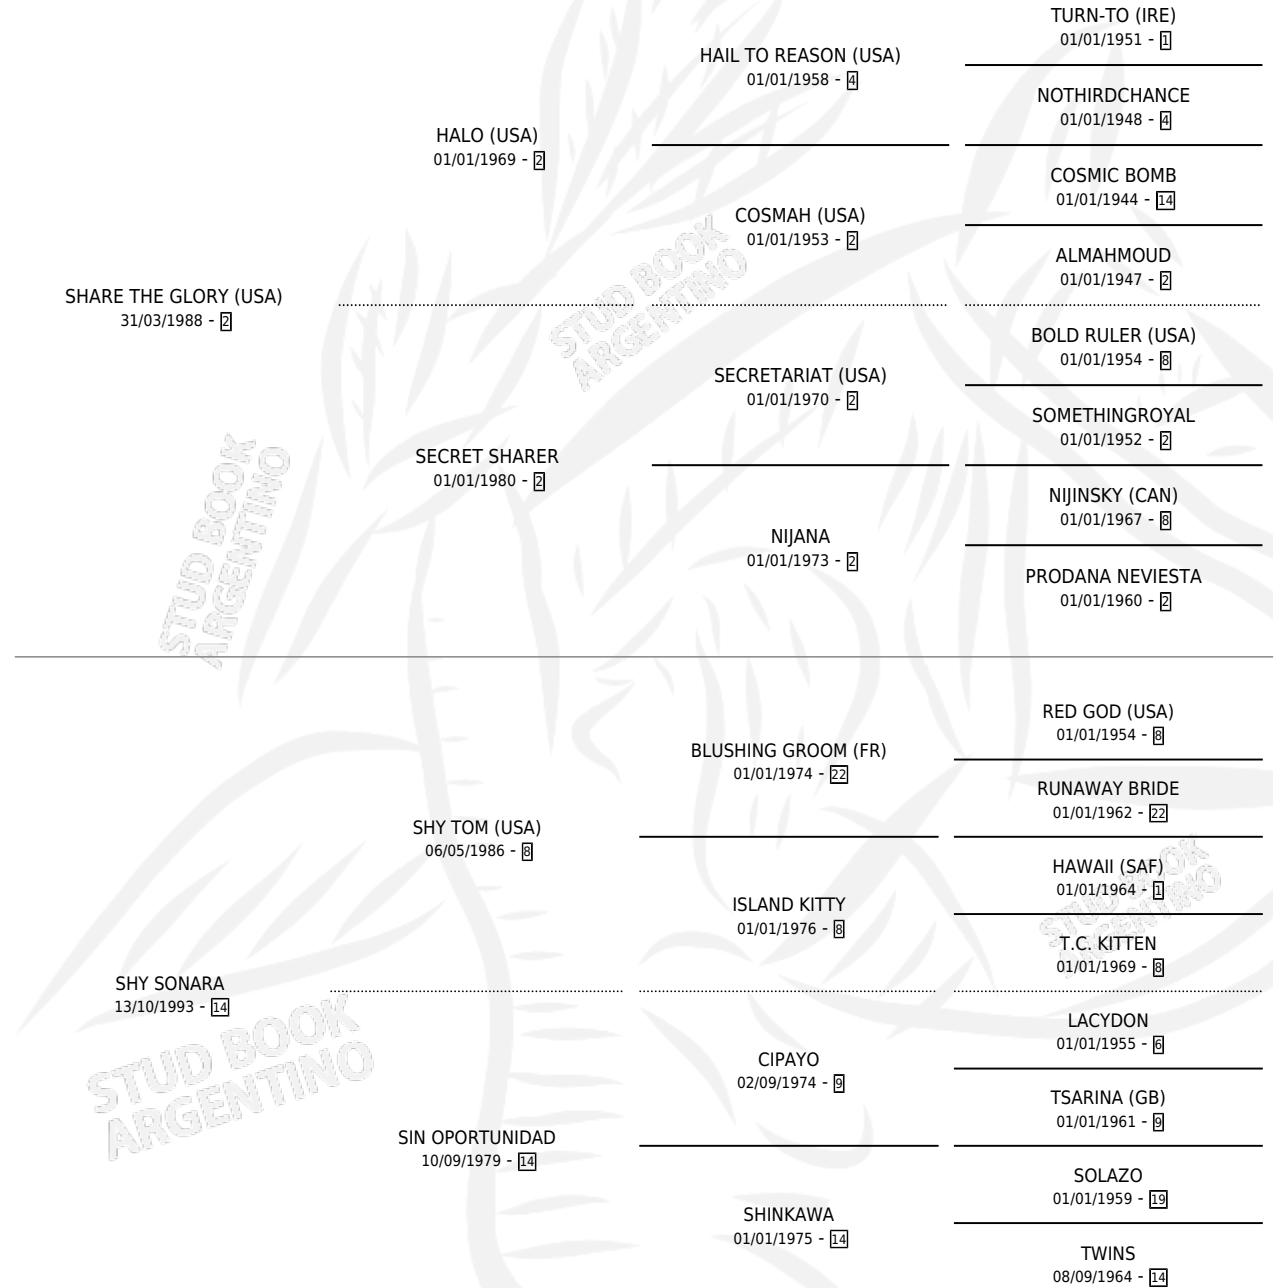 TURN-TO (IRE)
01/01/1951 - 1
HAIL TO REASON (USA)
01/01/1958 - 4
NOTHIRDCHANCE
01/01/1948 - 4
HALO (USA)
01/01/1969 - 2
COSMIC BOMB
01/01/1944 - 14
COSMAH (USA)
01/01/1953 - 2
ALMAHMOUD
01/01/1947 - 2
SHARE THE GLORY (USA)
31/03/1988 - 2
BOLD RULER (USA)
01/01/1954 - 8
SECRETARIAT (USA)
01/01/1970 - 2
SOMETHINGROYAL
01/01/1952 - 2
SECRET SHARER
01/01/1980 - 2
NIJINSKY (CAN)
01/01/1967 - 8
NIJANA
01/01/1973 - 2
PRODANA NEVIESTA
01/01/1960 - 2
RED GOD (USA)
01/01/1954 - 8
BLUSHING GROOM (FR)
01/01/1974 - 22
RUNAWAY BRIDE
01/01/1962 - 22
SHY TOM (USA)
06/05/1986 - 8
HAWAII (SAF)
01/01/1964 - 1
ISLAND KITTY
01/01/1976 - 8
T.C. KITTEN
01/01/1969 - 8
SHY SONARA
13/10/1993 - 14
LACYDON
01/01/1955 - 6
CIPAYO
02/09/1974 - 9
TSARINA (GB)
01/01/1961 - 9
SIN OPORTUNIDAD
10/09/1979 - 14
SOLAZO
01/01/1959 - 19
SHINKAWA
01/01/1975 - 14
TWINS
08/09/1964 - 14
STUD BOOK
ARGENTINO
STUD BOOK
ARGENTINO
STUD BOOK
ARGENTINO
STUD BOOK
ARGENTINO